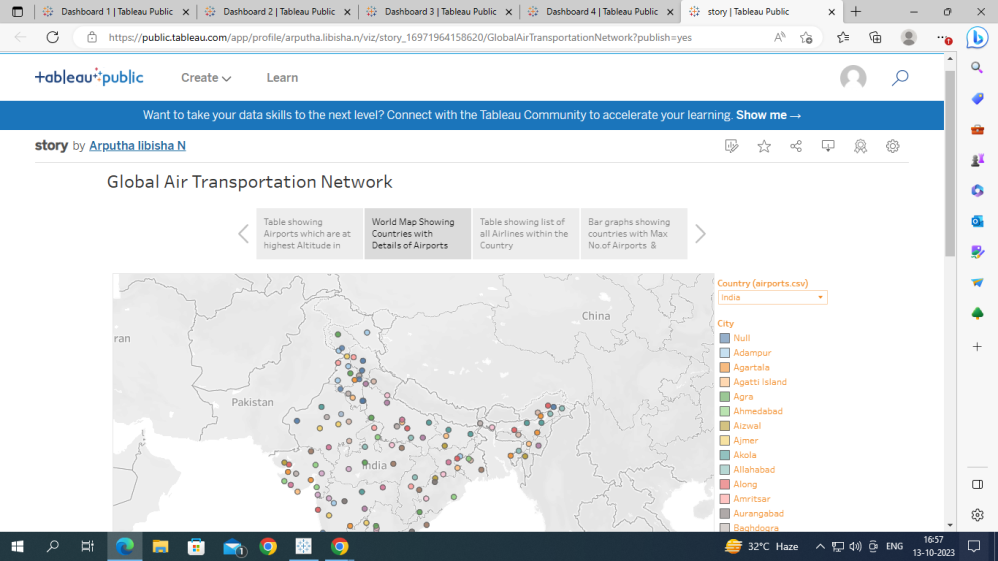 Dashboard 1 | Tableau Public
Dashboard 2 | Tableau Public
Dashboard 3 | Tableau Public
Dashboard 4 | Tableau Public
story | Tableau Public
https://public.tableau.com/app/profile/arputha.libisha.n/viz/story_16971964158620/GlobalAirTransportationNetwork?publish=yes
+ableau public
Create
Learn
Want to take your data skills to the next level? Connect with the Tableau Community to accelerate your learning. Show me →
story by Arputha libisha N
Global Air Transportation Network
Table showing
Airports which are at
highest Altitude in
World Map Showing
Countries with
Details of Airports
Table showing list of
all Airlines within the
Country
Bar graphs showing
countries with Max
No.of Airports &
ran
China
Pakistan
India
Country (airports.csv)
India
City
Null
Adampur
Agartala
Agatti Island
Agra
Ahmedabad
Aizwal
Ajmer
Akola
Allahabad
Along
Amritsar
Aurangabad
Baghdogra
1
32°C Haze
ENG
16:57
13-10-2023